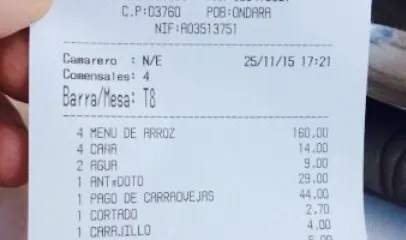 C.P:03760 POB:ONDARA
NIF:A03513751
Camarero : N/E 25/11/15 17:21
Comensales: 4
Barra/Mesa: T8
4 MENU DE ARROZ 160,00
4 CAÑA 14,00
2 AGUA 9,00
1 ANT#DOTO 29,00
1 PAGO DE CARRAOVEJAS 44,00
1 CORTADO 2,70
1 CARAJILLO 4,00